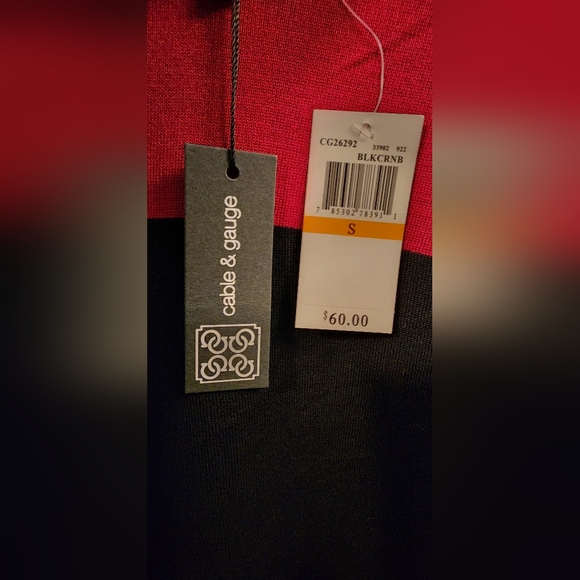 cable & gauge
CG26292 33902 922
BLKCRNB
7 85302 78391 1
S
$60.00